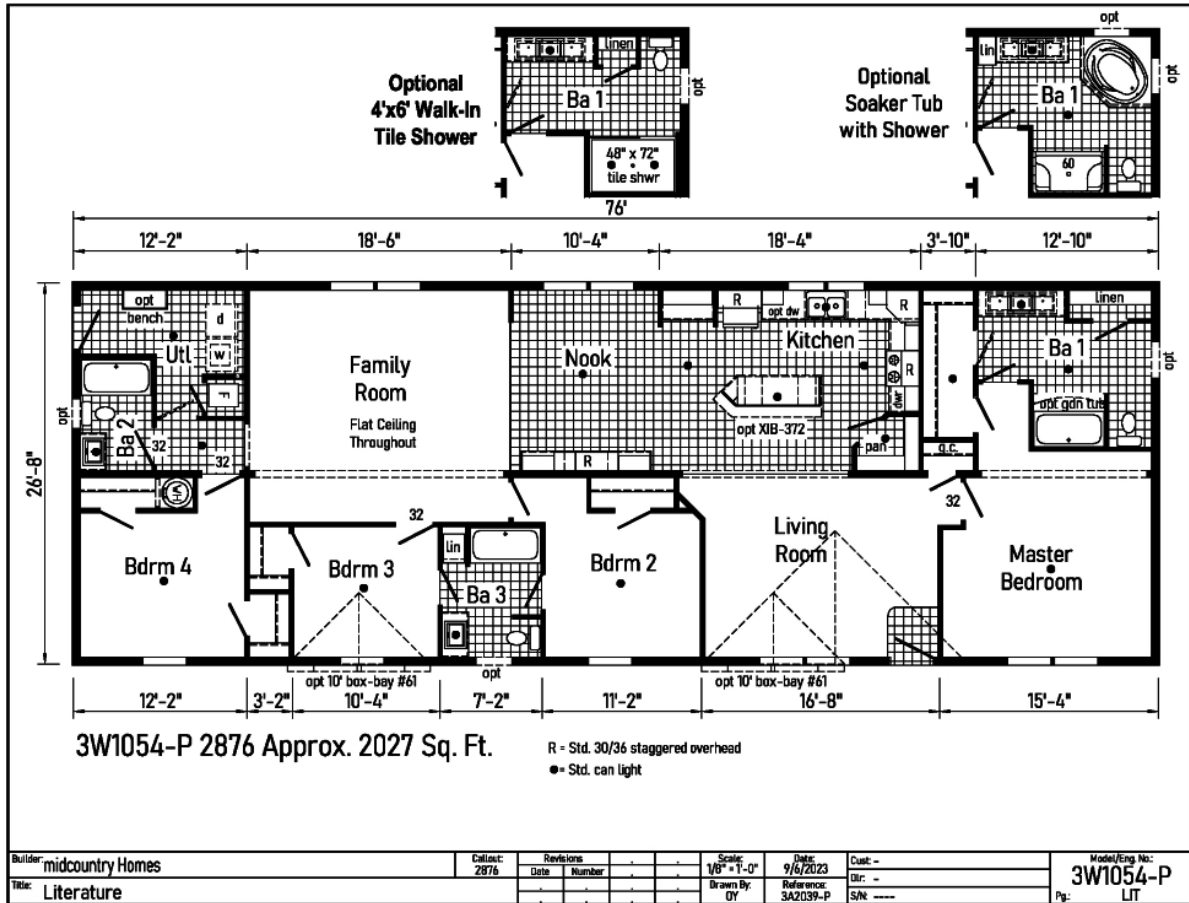 Optional
4'x6' Walk-In
Tile Shower
linen
Ba 1
opt
48" x 72"
tile shwr
Optional
Soaker Tub
with Shower
opt
lin
Ba 1
opt
60
76'
12'-2"
18'-6"
10'-4"
18'-4"
3'-10"
12'-10"
26'-8"
opt
bench
d
w
Utl
F
opt
Ba 2
32
32
Family
Room
Flat Ceiling
Throughout
Nook
R
opt dw
R
Kitchen
R
dwr
opt XIB-372
pan
R
linen
Ba 1
opt
opt gdn tub
g.c.
32
WH
Bdrm 4
32
Bdrm 3
lin
Ba 3
Bdrm 2
Living
Room
Master
Bedroom
opt 10' box-bay #61
opt
opt 10' box-bay #61
12'-2"
3'-2"
10'-4"
7'-2"
11'-2"
16'-8"
15'-4"
3W1054-P 2876 Approx. 2027 Sq. Ft.
R = Std. 30/36 staggered overhead
●= Std. can light
Builder: midcountry Homes
Callout:
2876
Revisions
Date Number
Scale:
1/8" = 1'-0"
Date:
9/6/2023
Cust: -
Model/Eng. No.:
3W1054-P
Title: Literature
Drawn By:
OY
Reference:
3A2039-P
Dlr: -
S/N: ----
Pg.: LIT